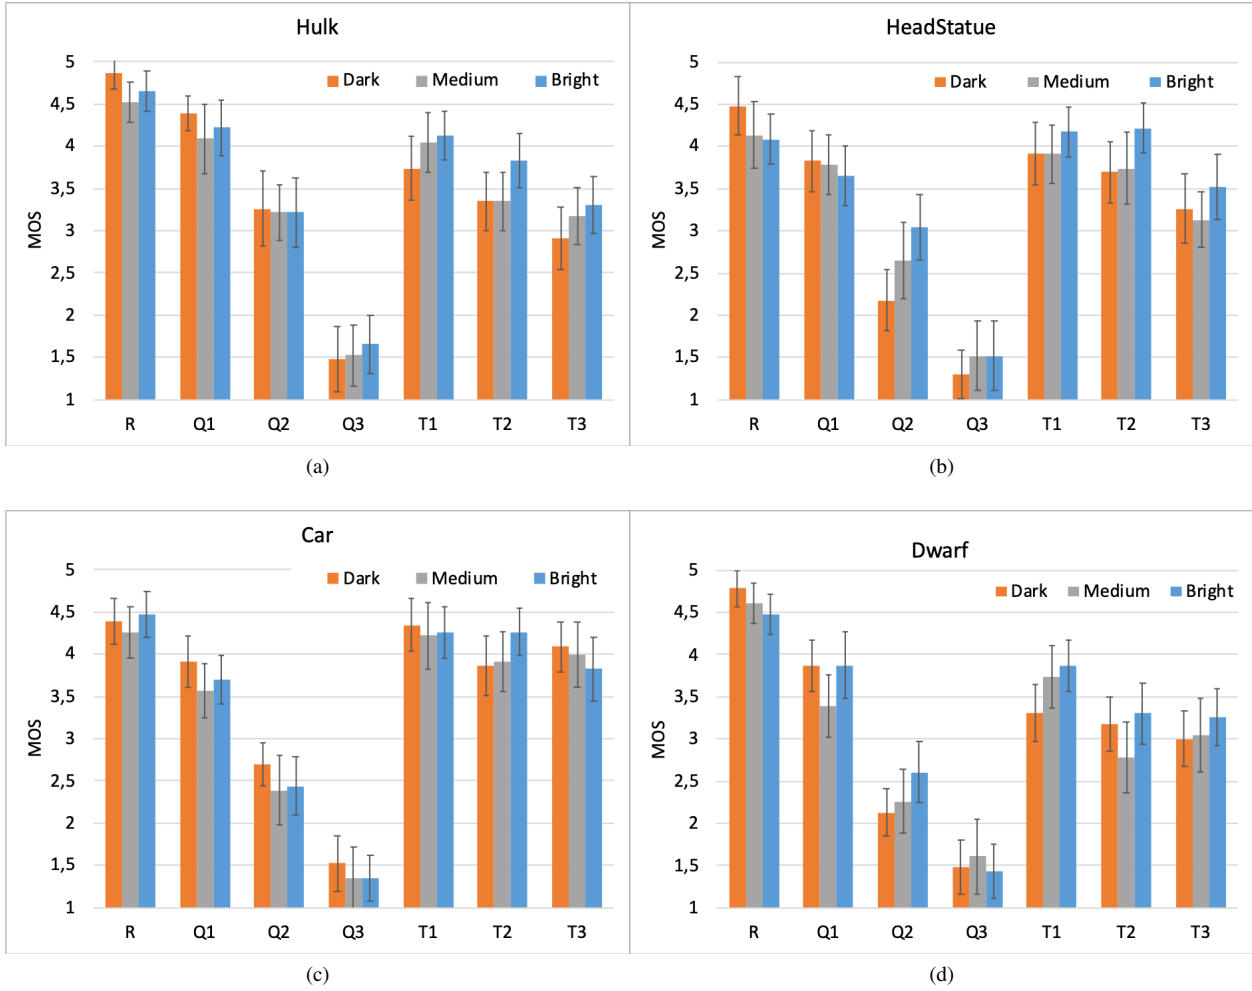 Hulk
Dark Medium Bright
MOS
5
4,5
4
3,5
3
2,5
2
1,5
1
R Q1 Q2 Q3 T1 T2 T3
(a)
HeadStatue
Dark Medium Bright
MOS
5
4,5
4
3,5
3
2,5
2
1,5
1
R Q1 Q2 Q3 T1 T2 T3
(b)
Car
Dark Medium Bright
MOS
5
4,5
4
3,5
3
2,5
2
1,5
1
R Q1 Q2 Q3 T1 T2 T3
(c)
Dwarf
Dark Medium Bright
MOS
5
4,5
4
3,5
3
2,5
2
1,5
1
R Q1 Q2 Q3 T1 T2 T3
(d)